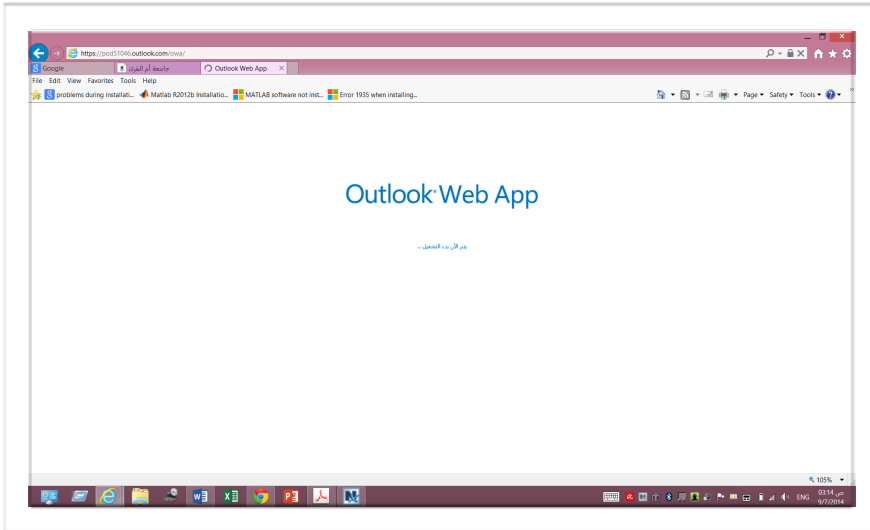 https://pod51046.outlook.com/owa/
Google
جامعة أم القرى
Outlook Web App
File Edit View Favorites Tools Help
problems during installati...
Matlab R2012b Installatio...
MATLAB software not inst...
Error 1935 when installing...
Page Safety Tools
Outlook Web App
يتم الآن بدء التشغيل ...
105%
ENG
03:14 ص
9/7/2014